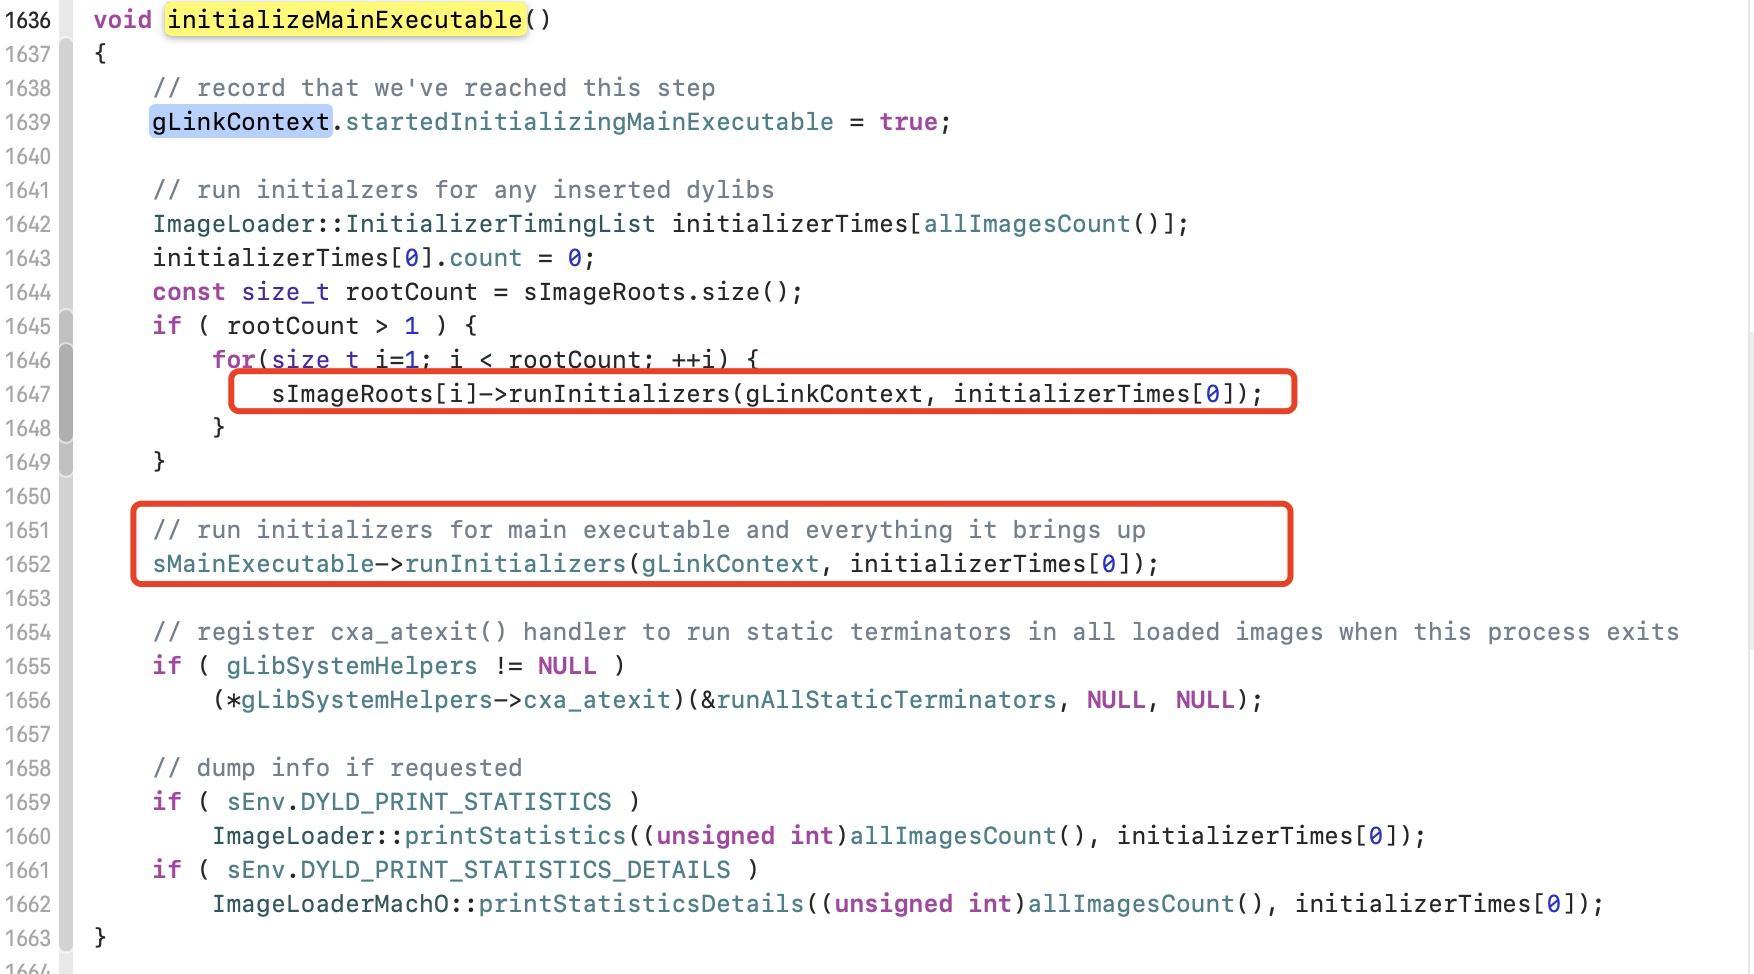 1636 void initializeMainExecutable()
1637 {
1638 // record that we've reached this step
1639 gLinkContext.startedInitializingMainExecutable = true;
1640
1641 // run initialzers for any inserted dylibs
1642 ImageLoader::InitializerTimingList initializerTimes[allImagesCount()];
1643 initializerTimes[0].count = 0;
1644 const size_t rootCount = sImageRoots.size();
1645 if ( rootCount > 1 ) {
1646 for(size_t i=1; i < rootCount; ++i) {
1647 sImageRoots[i]->runInitializers(gLinkContext, initializerTimes[0]);
1648 }
1649 }
1650
1651 // run initializers for main executable and everything it brings up
1652 sMainExecutable->runInitializers(gLinkContext, initializerTimes[0]);
1653
1654 // register cxa_atexit() handler to run static terminators in all loaded images when this process exits
1655 if ( gLibSystemHelpers != NULL )
1656 (*gLibSystemHelpers->cxa_atexit)(&runAllStaticTerminators, NULL, NULL);
1657
1658 // dump info if requested
1659 if ( sEnv.DYLD_PRINT_STATISTICS )
1660 ImageLoader::printStatistics((unsigned int)allImagesCount(), initializerTimes[0]);
1661 if ( sEnv.DYLD_PRINT_STATISTICS_DETAILS )
1662 ImageLoaderMachO::printStatisticsDetails((unsigned int)allImagesCount(), initializerTimes[0]);
1663 }
1664